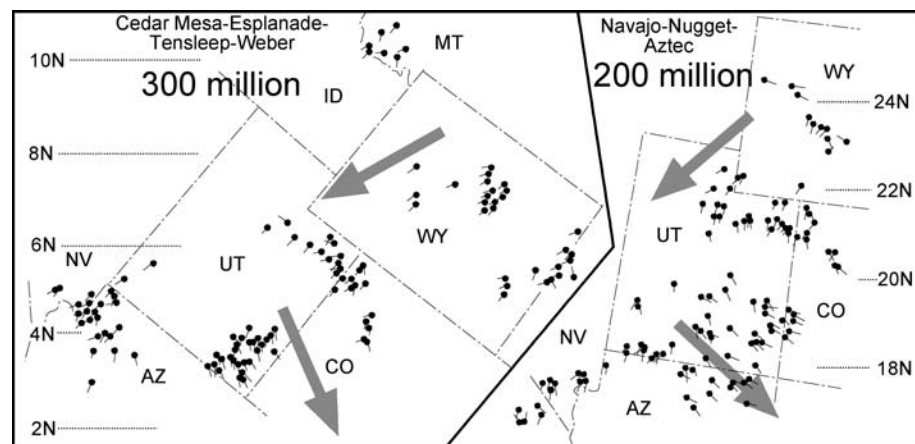 Cedar Mesa-Esplanade-
Tensleep-Weber
300 million
MT
ID
10N
8N
6N
4N
2N
NV
UT
WY
AZ
CO
Navajo-Nugget-
Aztec
200 million
WY
24N
22N
UT
20N
CO
NV
18N
AZ